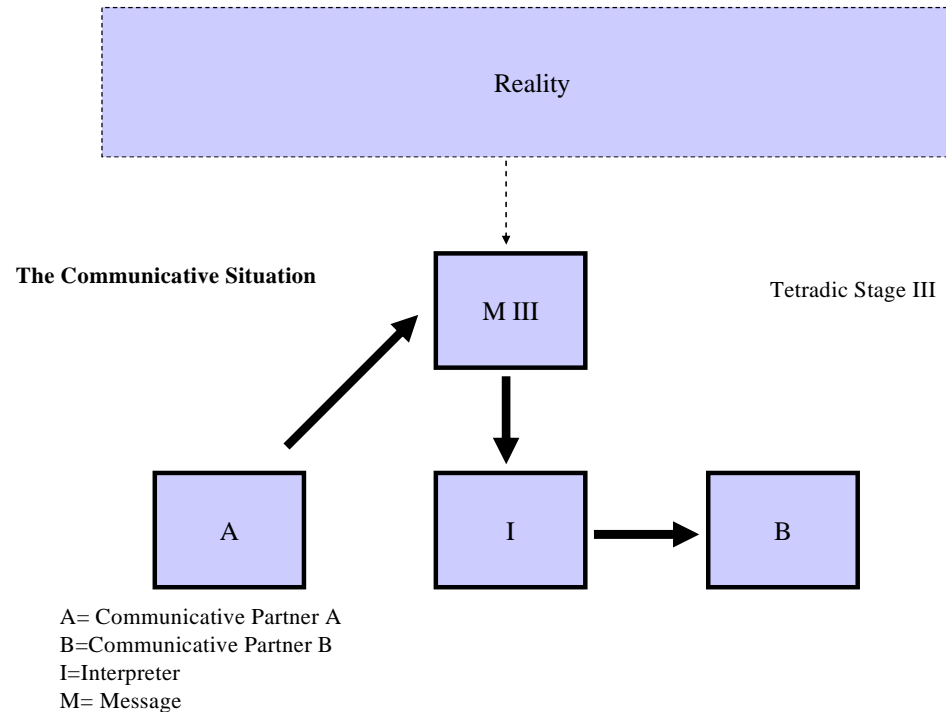 Reality
The Communicative Situation
Tetradic Stage III
M III
A
I
B
A= Communicative Partner A
B=Communicative Partner B
I=Interpreter
M= Message